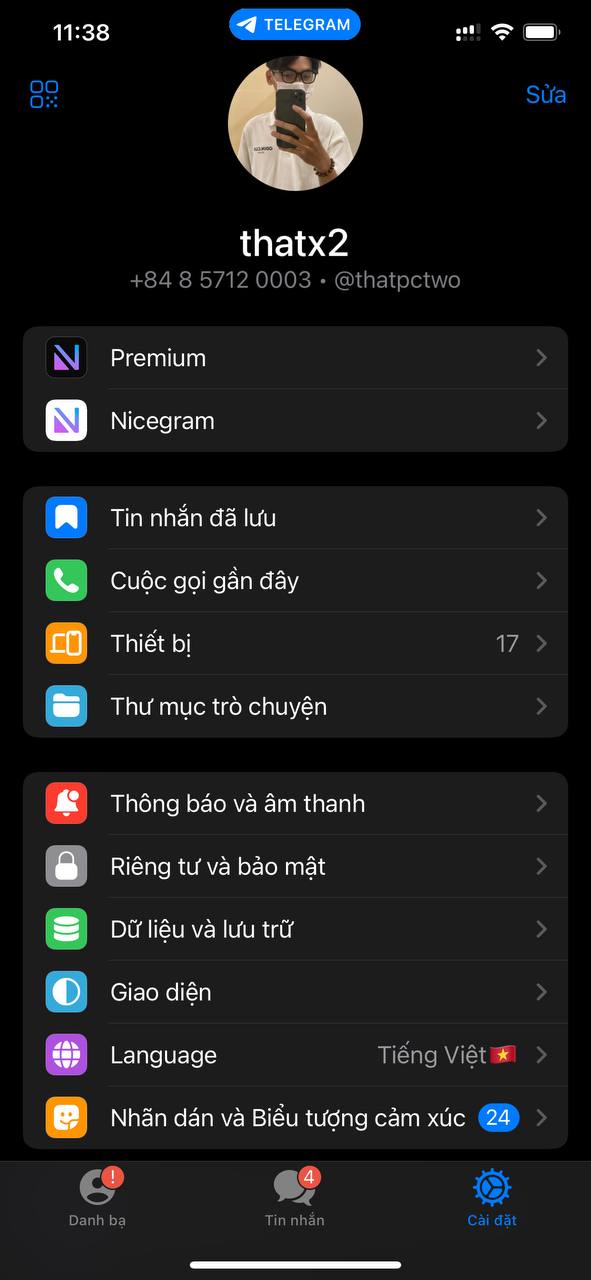 11:38
TELEGRAM
Sửa
thatx2
+84 8 5712 0003 • @thatpctwo
Premium
Nicegram
Tin nhắn đã lưu
Cuộc gọi gần đây
Thiết bị 17
Thư mục trò chuyện
Thông báo và âm thanh
Riêng tư và bảo mật
Dữ liệu và lưu trữ
Giao diện
Language Tiếng Việt🇻🇳
Nhãn dán và Biểu tượng cảm xúc 24
! 4
Danh bạ Tin nhắn Cài đặt